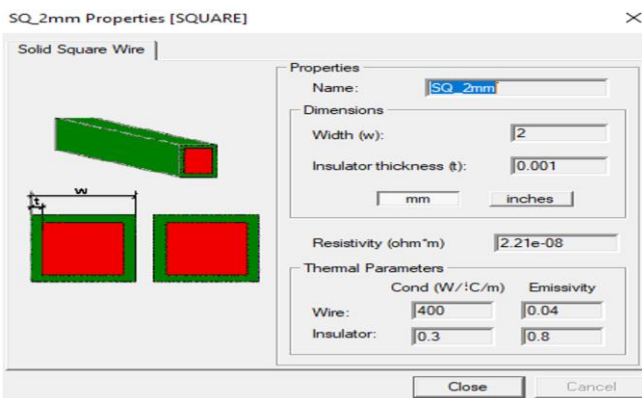 SQ_2mm Properties [SQUARE]
Solid Square Wire
Properties
Name: SQ_2mm
Dimensions
Width (w): 2
Insulator thickness (t): 0.001
mm inches
w
t
Resistivity (ohm*m) 2.21e-08
Thermal Parameters
Cond (W/¦C/m) Emissivity
Wire: 400 0.04
Insulator: 0.3 0.8
Close Cancel